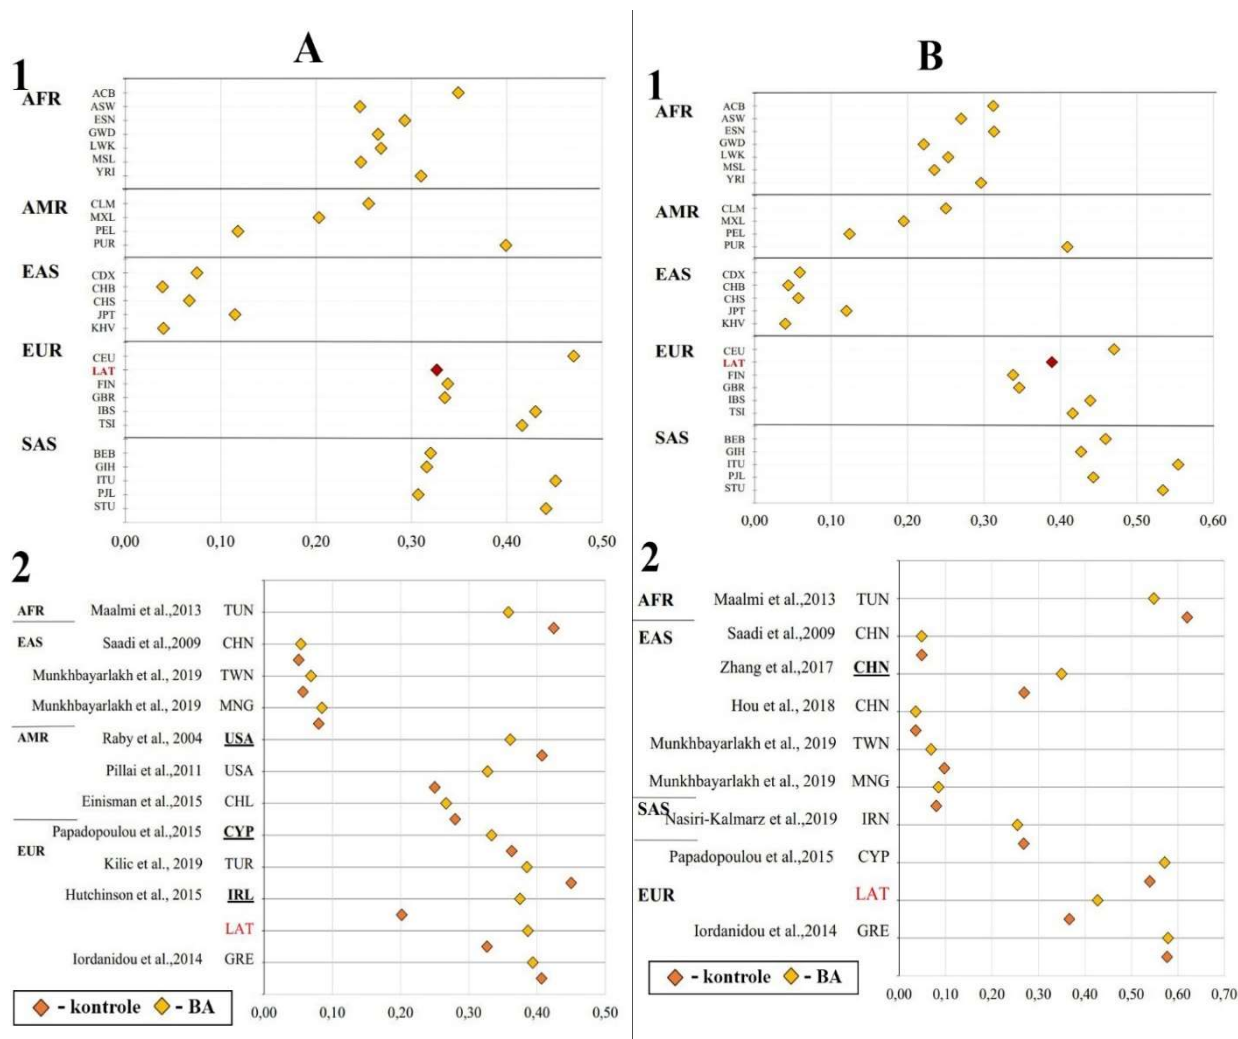 A
1
AFR
ACB
ASW
ESN
GWD
LWK
MSL
YRI
AMR
CLM
MXL
PEL
PUR
EAS
CDX
CHB
CHS
JPT
KHV
EUR
CEU
LAT
FIN
GBR
IBS
TSI
SAS
BEB
GIH
ITU
PJL
STU
0,00 0,10 0,20 0,30 0,40 0,50
2
AFR Maalmi et al.,2013 TUN
EAS Saadi et al.,2009 CHN
Munkhbayarlakh et al., 2019 TWN
Munkhbayarlakh et al., 2019 MNG
AMR Raby et al., 2004 USA
Pillai et al.,2011 USA
Einisman et al.,2015 CHL
Papadopoulou et al.,2015 CYP
EUR Kilic et al., 2019 TUR
Hutchinson et al., 2015 IRL
LAT
Iordanidou et al.,2014 GRE
- kontrole - BA
0,00 0,10 0,20 0,30 0,40 0,50
B
1
AFR
ACB
ASW
ESN
GWD
LWK
MSL
YRI
AMR
CLM
MXL
PEL
PUR
EAS
CDX
CHB
CHS
JPT
KHV
EUR
CEU
LAT
FIN
GBR
IBS
TSI
SAS
BEB
GIH
ITU
PJL
STU
0,00 0,10 0,20 0,30 0,40 0,50 0,60
2
AFR Maalmi et al.,2013 TUN
EAS Saadi et al.,2009 CHN
Zhang et al.,2017 CHN
Hou et al., 2018 CHN
Munkhbayarlakh et al., 2019 TWN
Munkhbayarlakh et al., 2019 MNG
SAS Nasiri-Kalmarz et al.,2019 IRN
Papadopoulou et al.,2015 CYP
EUR LAT
Iordanidou et al.,2014 GRE
- kontrole - BA
0,00 0,10 0,20 0,30 0,40 0,50 0,60 0,70